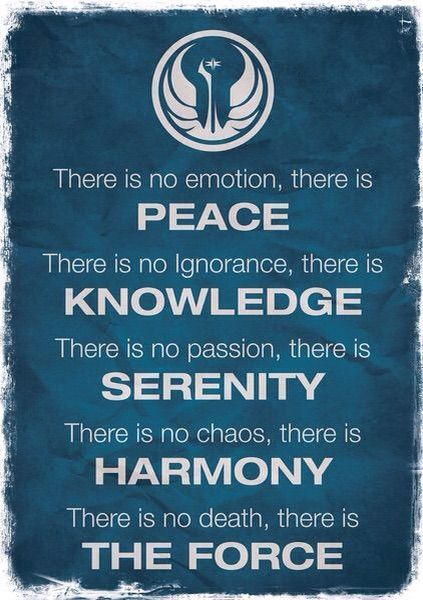 There is no emotion, there is
PEACE
There is no Ignorance, there is
KNOWLEDGE
There is no passion, there is
SERENITY
There is no chaos, there is
HARMONY
There is no death, there is
THE FORCE